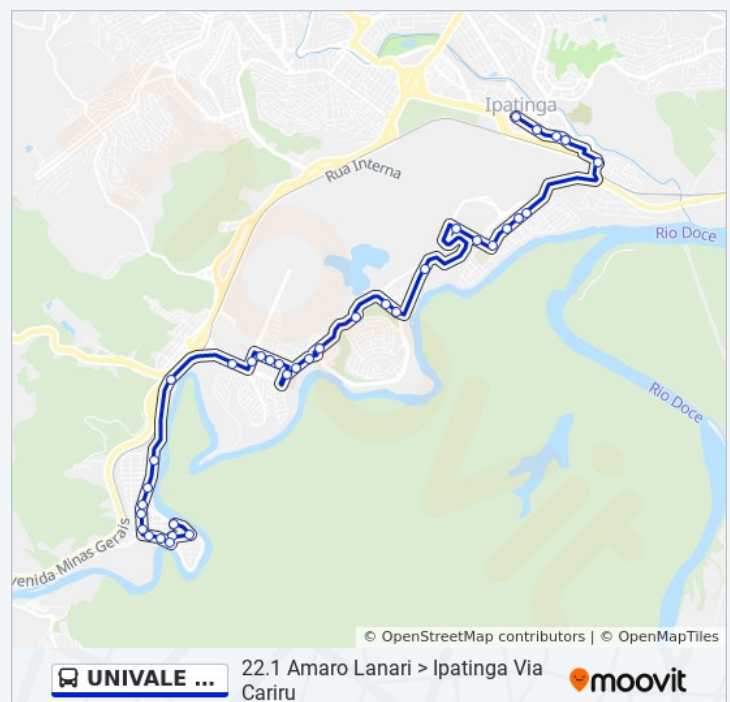 Ipatinga
Rua Interna
Rio Doce
Rio Doce
venida Minas Gerais
© OpenStreetMap contributors | © OpenMapTiles
UNIVALE ...
22.1 Amaro Lanari > Ipatinga Via
Cariru
moovit